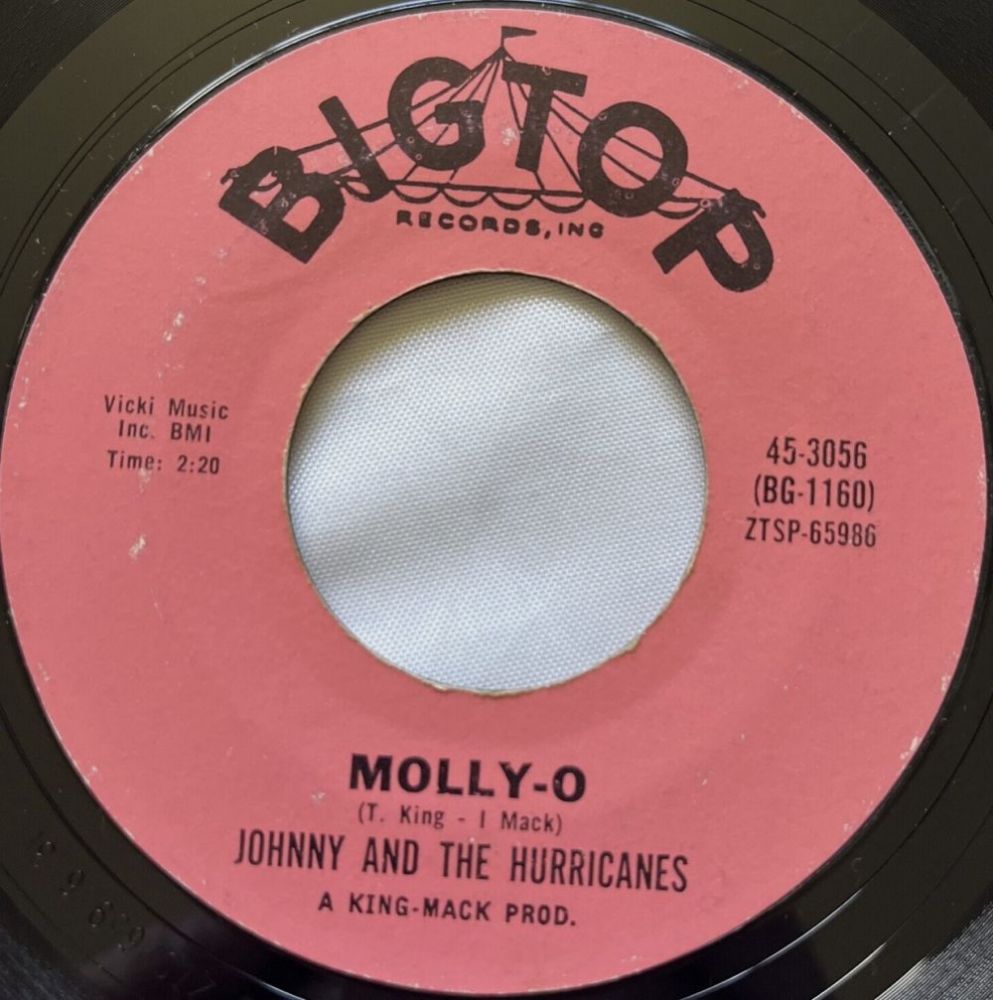 BIGTOP
RECORDS, INC
Vicki Music
Inc. BMI
Time: 2:20
45-3056
(BG-1160)
ZTSP-65986
MOLLY-O
(T. King - I Mack)
JOHNNY AND THE HURRICANES
A KING-MACK PROD.